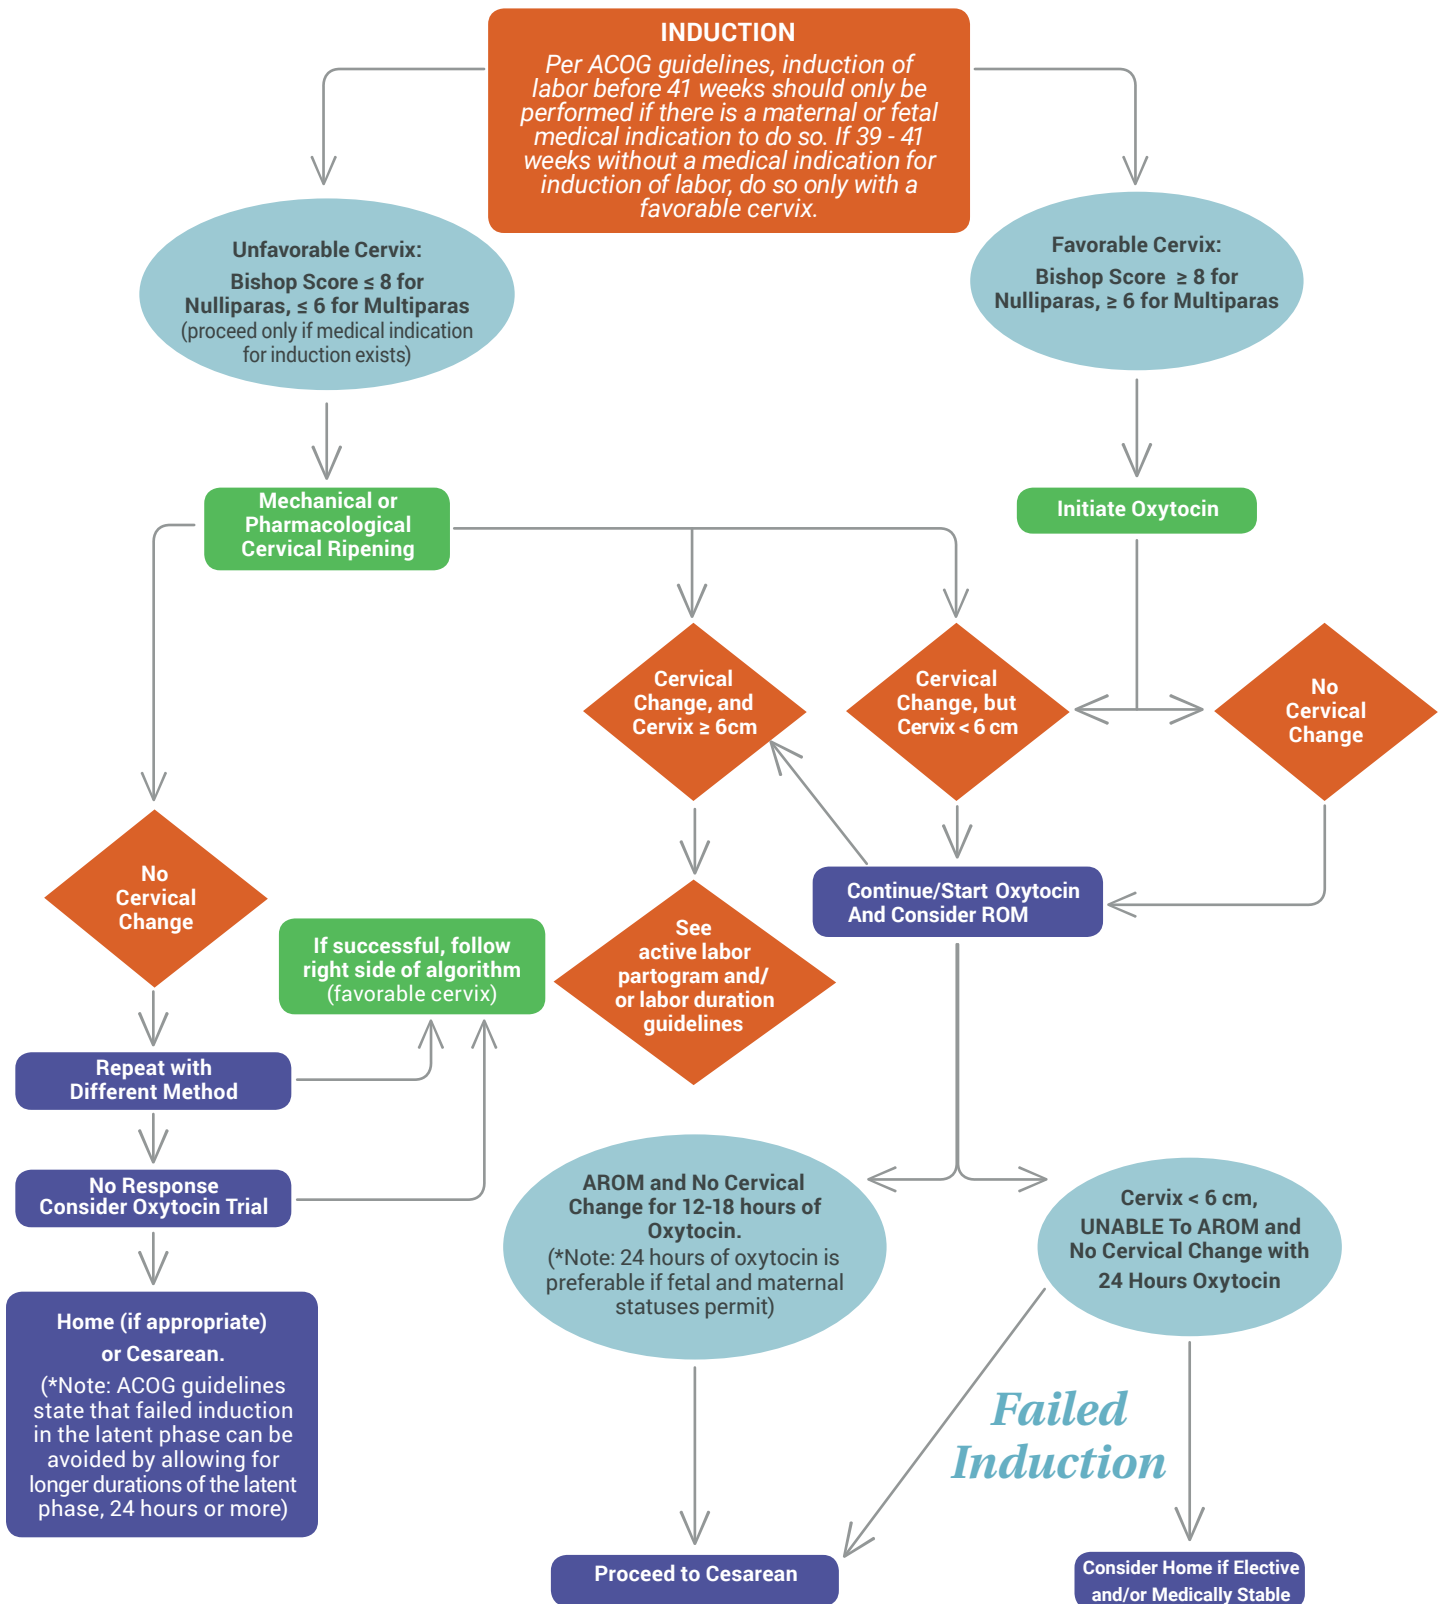 INDUCTION
Per ACOG guidelines, induction of
labor before 41 weeks should only be
performed if there is a maternal or fetal
medical indication to do so. If 39 - 41
weeks without a medical indication for
induction of labor, do so only with a
favorable cervix.
Unfavorable Cervix:
Bishop Score ≤ 8 for
Nulliparas, ≤ 6 for Multiparas
(proceed only if medical indication
for induction exists)
Favorable Cervix:
Bishop Score ≥ 8 for
Nulliparas, ≥ 6 for Multiparas
Mechanical or
Pharmacological
Cervical Ripening
Initiate Oxytocin
Cervical
Change, and
Cervix ≥ 6cm
Cervical
Change, but
Cervix < 6 cm
No
Cervical
Change
No
Cervical
Change
Continue/Start Oxytocin
And Consider ROM
If successful, follow
right side of algorithm
(favorable cervix)
See
active labor
partogram and/
or labor duration
guidelines
Repeat with
Different Method
No Response
Consider Oxytocin Trial
AROM and No Cervical
Change for 12-18 hours of
Oxytocin.
(*Note: 24 hours of oxytocin is
preferable if fetal and maternal
statuses permit)
Cervix < 6 cm,
UNABLE To AROM and
No Cervical Change with
24 Hours Oxytocin
Home (if appropriate)
or Cesarean.
(*Note: ACOG guidelines
state that failed induction
in the latent phase can be
avoided by allowing for
longer durations of the latent
phase, 24 hours or more)
Failed
Induction
Proceed to Cesarean
Consider Home if Elective
and/or Medically Stable